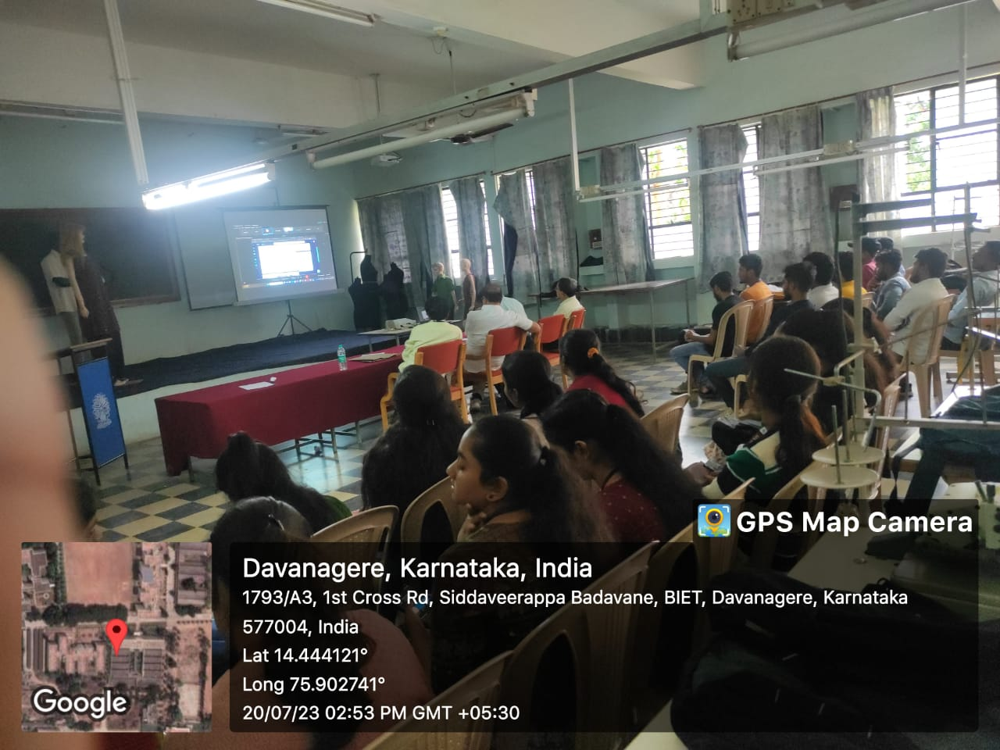 GPS Map Camera
Davanagere, Karnataka, India
1793/A3, 1st Cross Rd, Siddaveerappa Badavane, BIET, Davanagere, Karnataka
577004, India
Lat 14.444121°
Long 75.902741°
20/07/23 02:53 PM GMT +05:30
Google